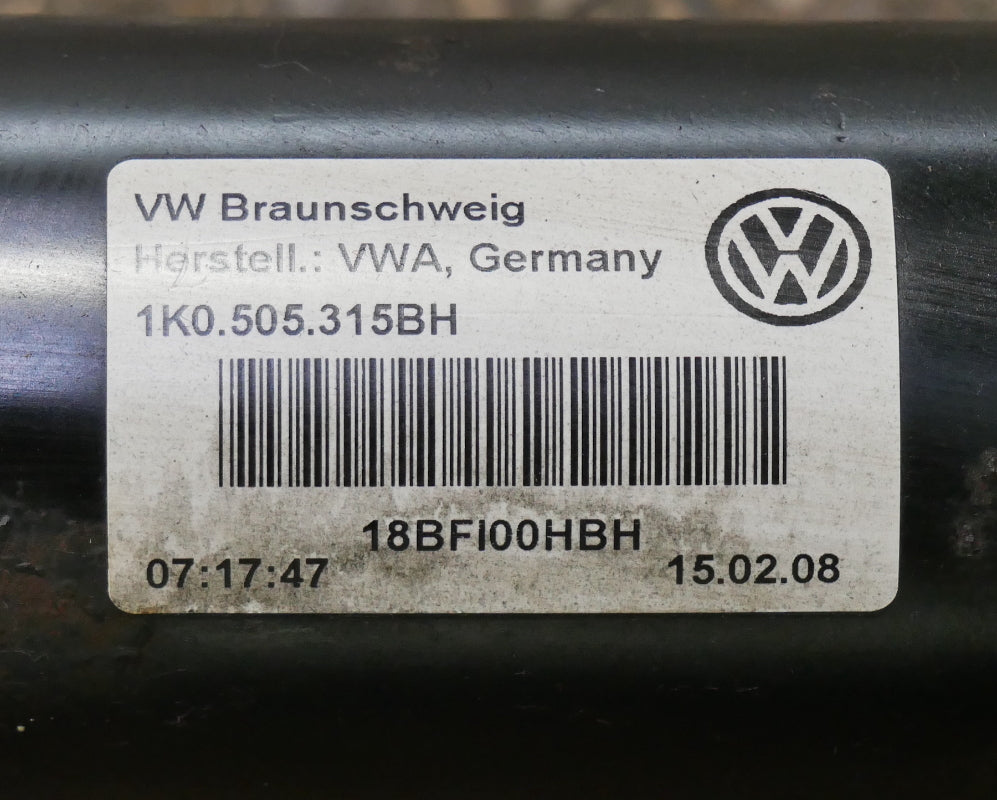 VW Braunschweig
Herstell.: VWA, Germany
1K0.505.315BH
18BFI00HBH
07:17:47 15.02.08